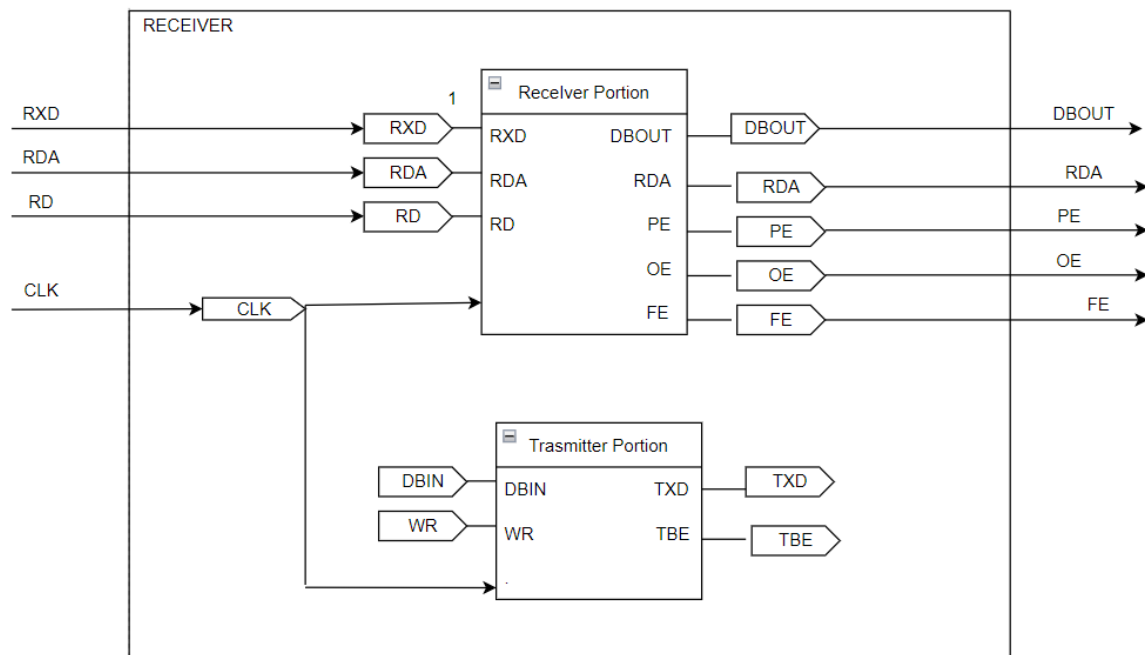 RECEIVER
1
Recelver Portion
RXD
RXD
RXD
DBOUT
DBOUT
DBOUT
RDA
RDA
RDA
RDA
RDA
RDA
RD
RD
RD
PE
PE
PE
OE
OE
OE
CLK
CLK
FE
FE
FE
Trasmitter Portion
DBIN
DBIN
TXD
TXD
WR
WR
TBE
TBE